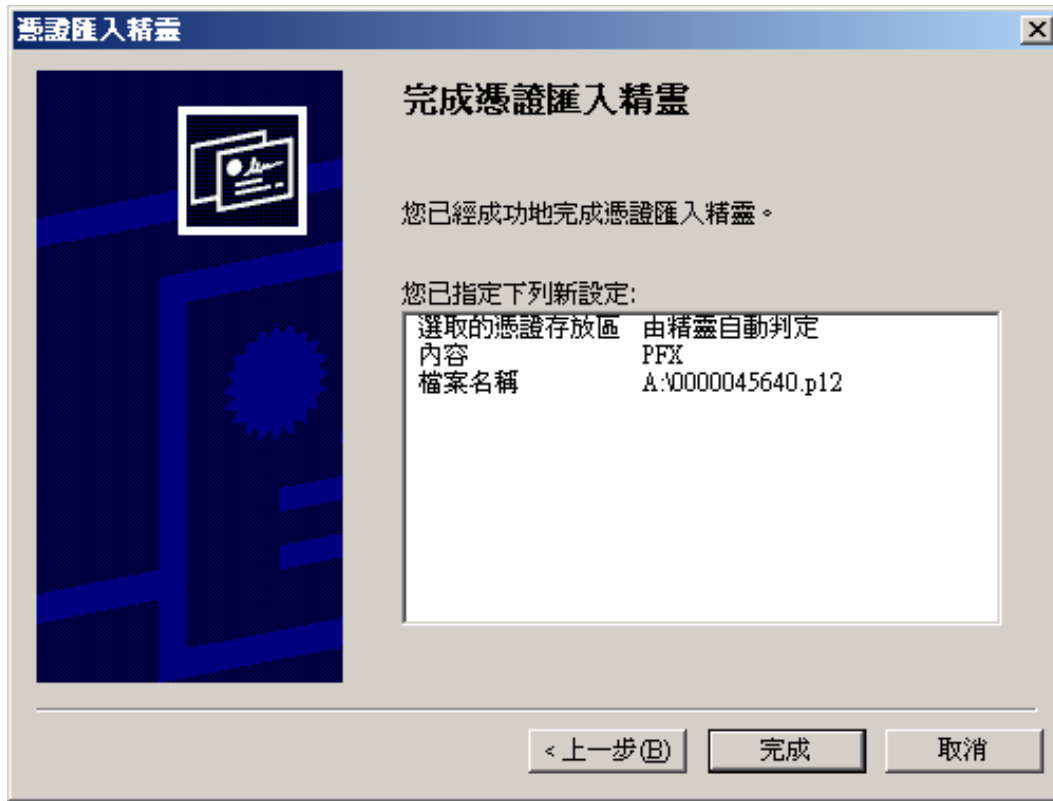 憑證匯入精靈
完成憑證匯入精靈
您已經成功地完成憑證匯入精靈。
您已指定下列新設定:
選取的憑證存放區 由精靈自動判定
內容 PFX
檔案名稱 A:\0000045640.p12
<上一步(B) 完成 取消